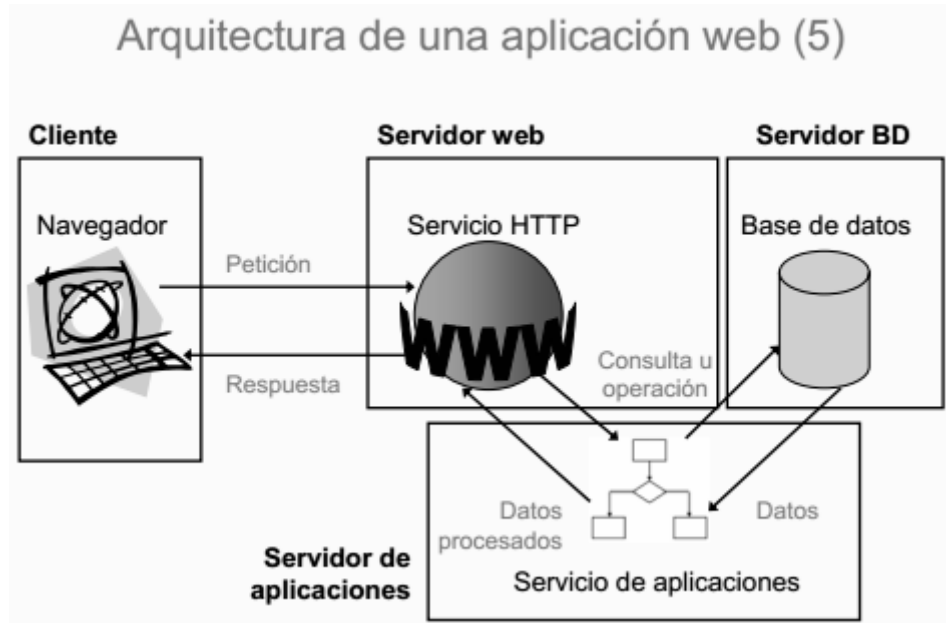 Arquitectura de una aplicación web (5)
Cliente
Servidor web
Servidor BD
Navegador
Servicio HTTP
Base de datos
Petición
WWW
Respuesta
Consulta u
operación
Datos
procesados
Datos
Servidor de
aplicaciones
Servicio de aplicaciones